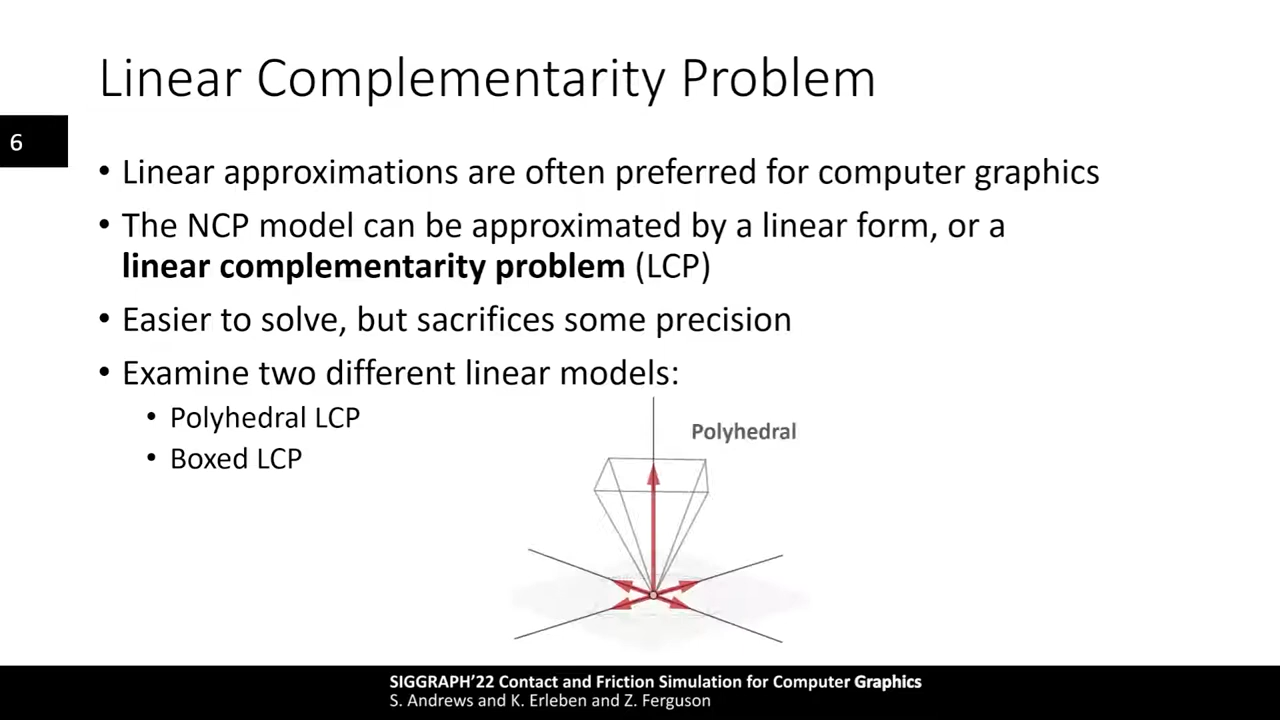 Linear Complementarity Problem
6
• Linear approximations are often preferred for computer graphics
• The NCP model can be approximated by a linear form, or a
linear complementarity problem (LCP)
• Easier to solve, but sacrifices some precision
• Examine two different linear models:
• Polyhedral LCP
• Boxed LCP
Polyhedral
SIGGRAPH’22 Contact and Friction Simulation for Computer Graphics
S. Andrews and K. Erleben and Z. Ferguson